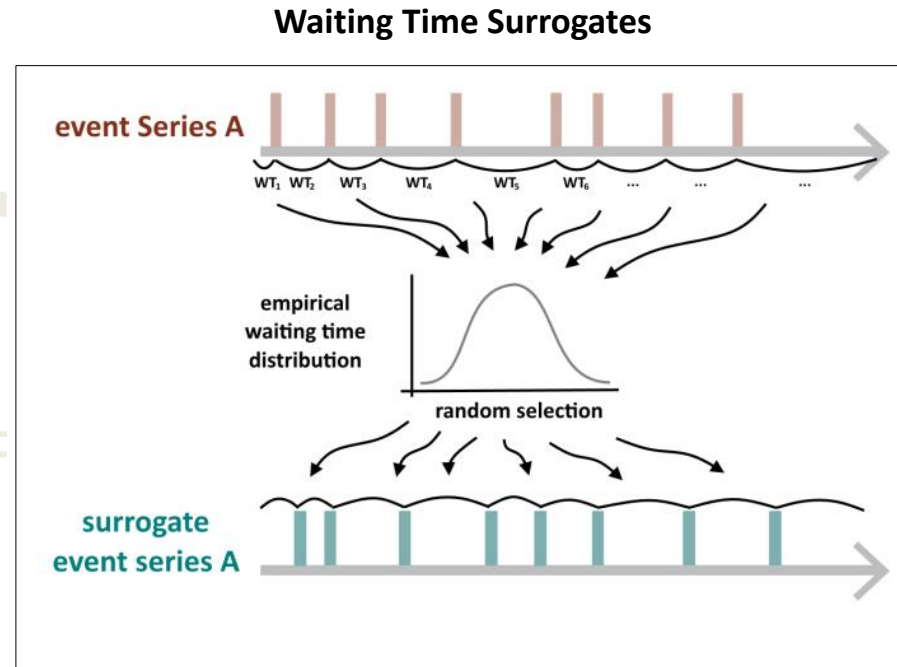 Waiting Time Surrogates
event Series A
WT₁ WT₂ WT₃ WT₄ WT₅ WT₆ ... ... ...
empirical
waiting time
distribution
random selection
surrogate
event series A